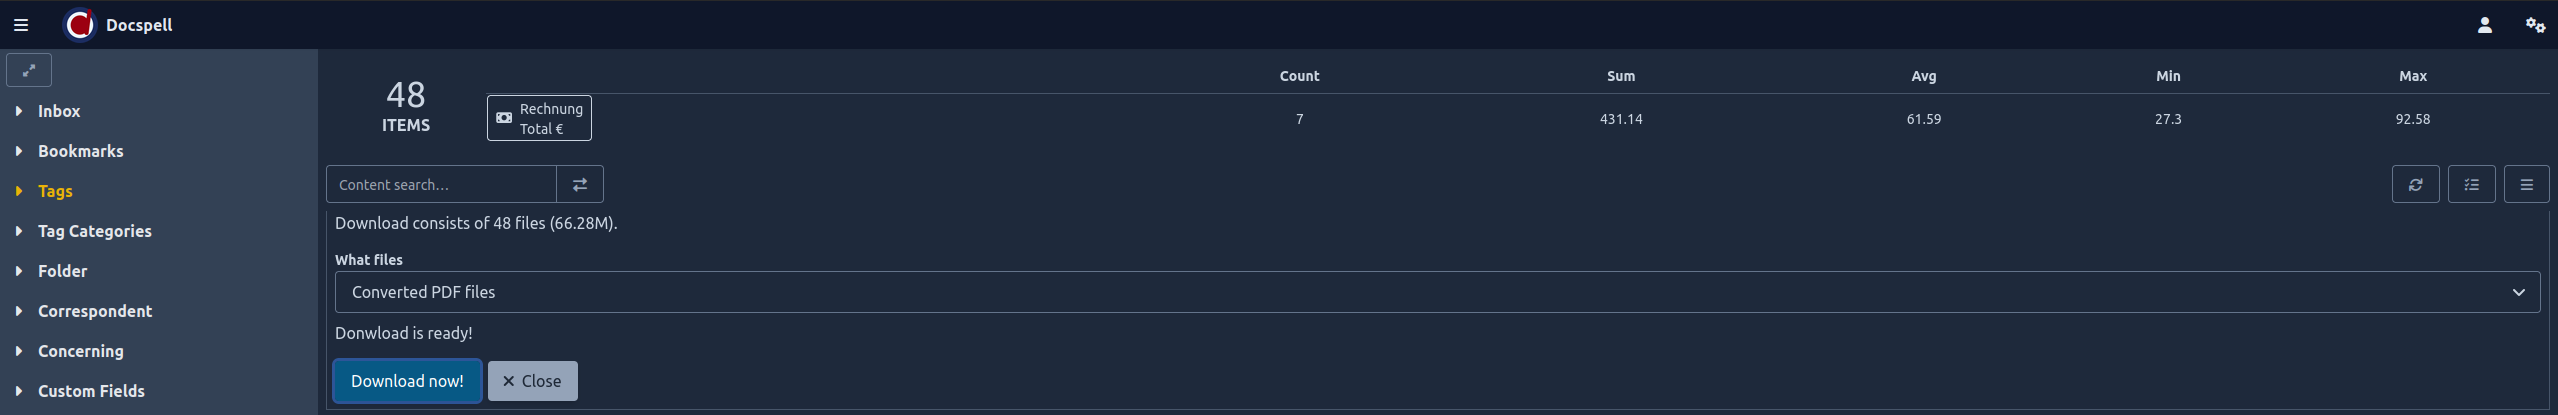 Docspell
Inbox
Bookmarks
Tags
Tag Categories
Folder
Correspondent
Concerning
Custom Fields
48
ITEMS
Count Sum Avg Min Max
Rechnung
Total €
7 431.14 61.59 27.3 92.58
Content search…
Download consists of 48 files (66.28M).
What files
Converted PDF files
Donwload is ready!
Download now! Close